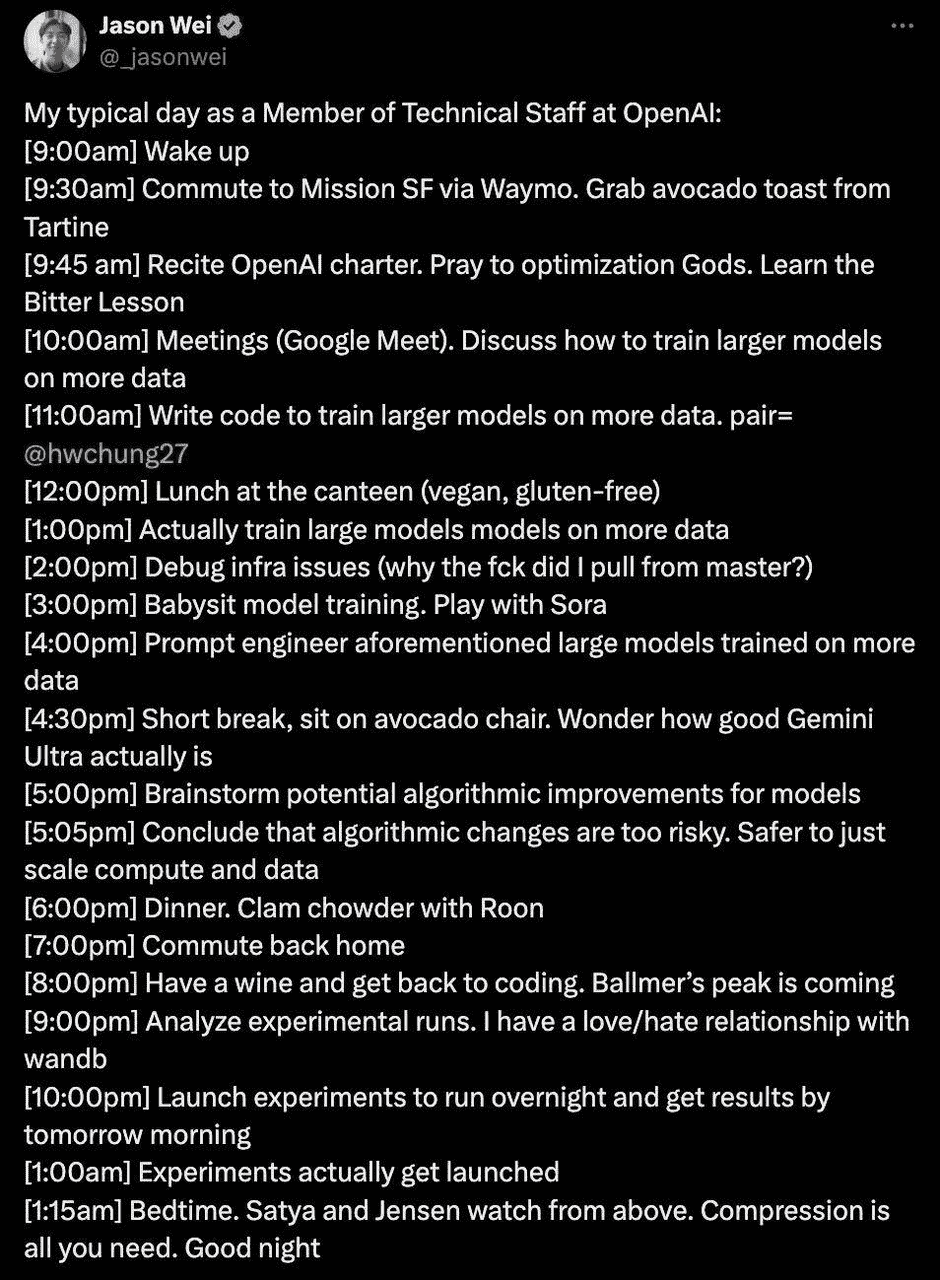 Jason Wei
@_jasonwei
My typical day as a Member of Technical Staff at OpenAI:
[9:00am] Wake up
[9:30am] Commute to Mission SF via Waymo. Grab avocado toast from
Tartine
[9:45 am] Recite OpenAI charter. Pray to optimization Gods. Learn the
Bitter Lesson
[10:00am] Meetings (Google Meet). Discuss how to train larger models
on more data
[11:00am] Write code to train larger models on more data. pair=
@hwchung27
[12:00pm] Lunch at the canteen (vegan, gluten-free)
[1:00pm] Actually train large models models on more data
[2:00pm] Debug infra issues (why the fck did I pull from master?)
[3:00pm] Babysit model training. Play with Sora
[4:00pm] Prompt engineer aforementioned large models trained on more
data
[4:30pm] Short break, sit on avocado chair. Wonder how good Gemini
Ultra actually is
[5:00pm] Brainstorm potential algorithmic improvements for models
[5:05pm] Conclude that algorithmic changes are too risky. Safer to just
scale compute and data
[6:00pm] Dinner. Clam chowder with Roon
[7:00pm] Commute back home
[8:00pm] Have a wine and get back to coding. Ballmer’s peak is coming
[9:00pm] Analyze experimental runs. I have a love/hate relationship with
wandb
[10:00pm] Launch experiments to run overnight and get results by
tomorrow morning
[1:00am] Experiments actually get launched
[1:15am] Bedtime. Satya and Jensen watch from above. Compression is
all you need. Good night